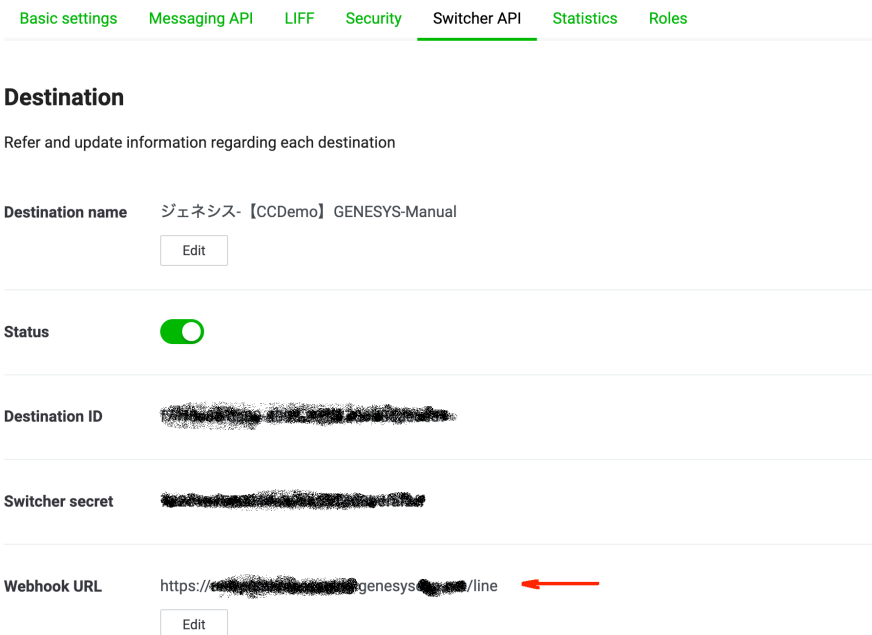 Basic settings Messaging API LIFF Security Switcher API Statistics Roles
Destination
Refer and update information regarding each destination
Destination name ジェネシス-【CCDemo】GENESYS-Manual
Edit
Status
Destination ID
Switcher secret
Webhook URL https:// genesys /line
Edit